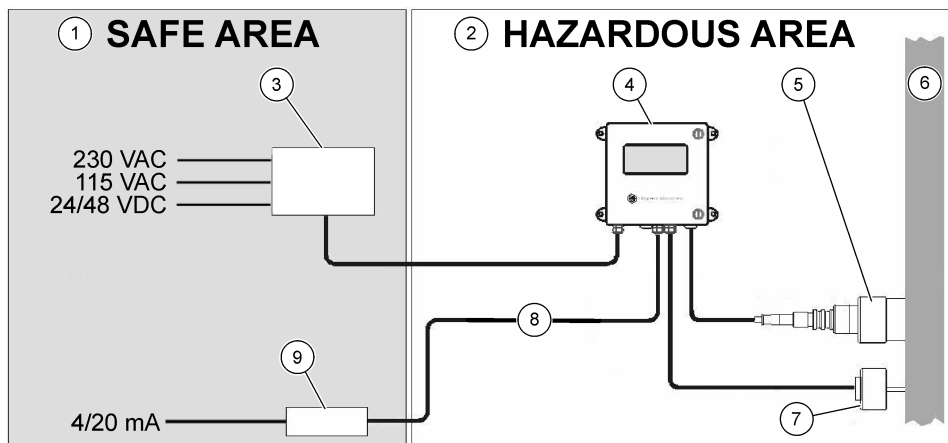 1 SAFE AREA
2 HAZARDOUS AREA
3
4
5
6
230 VAC
115 VAC
24/48 VDC
8
9
7
4/20 mA